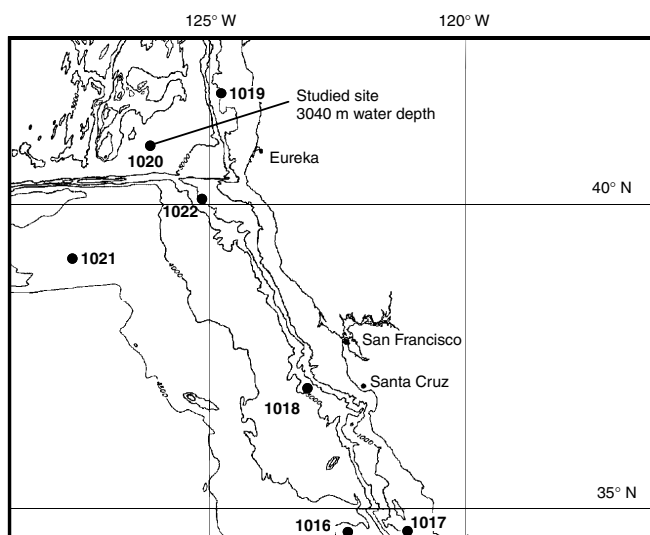 125° W
120° W
1019
Studied site
3040 m water depth
1020
Eureka
40° N
1022
1021
San Francisco
Santa Cruz
1018
35° N
1016
1017